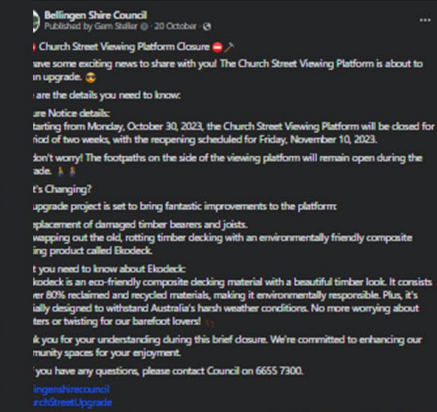 Bellingen Shire Council
Published by Gem Steller · 20 October ·
Church Street Viewing Platform Closure
ave some exciting news to share with you! The Church Street Viewing Platform is about to
n upgrade.
are the details you need to know:
ure Notice details:
tarting from Monday, October 30, 2023, the Church Street Viewing Platform will be closed for
riod of two weeks, with the reopening scheduled for Friday, November 10, 2023.
don't worry! The footpaths on the side of the viewing platform will remain open during the
ade.
t's Changing?
upgrade project is set to bring fantastic improvements to the platform:
eplacement of damaged timber bearers and joists.
wapping out the old, rotting timber decking with an environmentally friendly composite
ing product called Ekodeck.
t you need to know about Ekodeck:
kodeck is an eco-friendly composite decking material with a beautiful timber look. It consists
ver 80% reclaimed and recycled materials, making it environmentally responsible. Plus, it's
ially designed to withstand Australia's harsh weather conditions. No more worrying about
ters or twisting for our barefoot lovers!
k you for your understanding during this brief closure. We're committed to enhancing our
munity spaces for your enjoyment.
you have any questions, please contact Council on 6655 7300.
ingenshirecouncil
urchStreetUpgrade